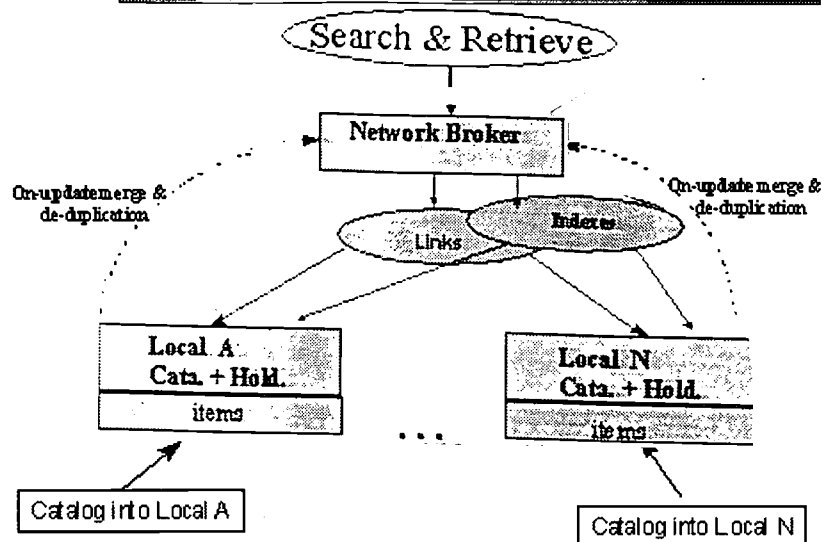 Search & Retrieve
Network Broker
On-update merge &
de-duplication
On-update merge &
de-duplication
Links
Indexes
Local A
Cata. + Hold.
items
Local N
Cata. + Hold.
items
...
Catalog into Local A
Catalog into Local N